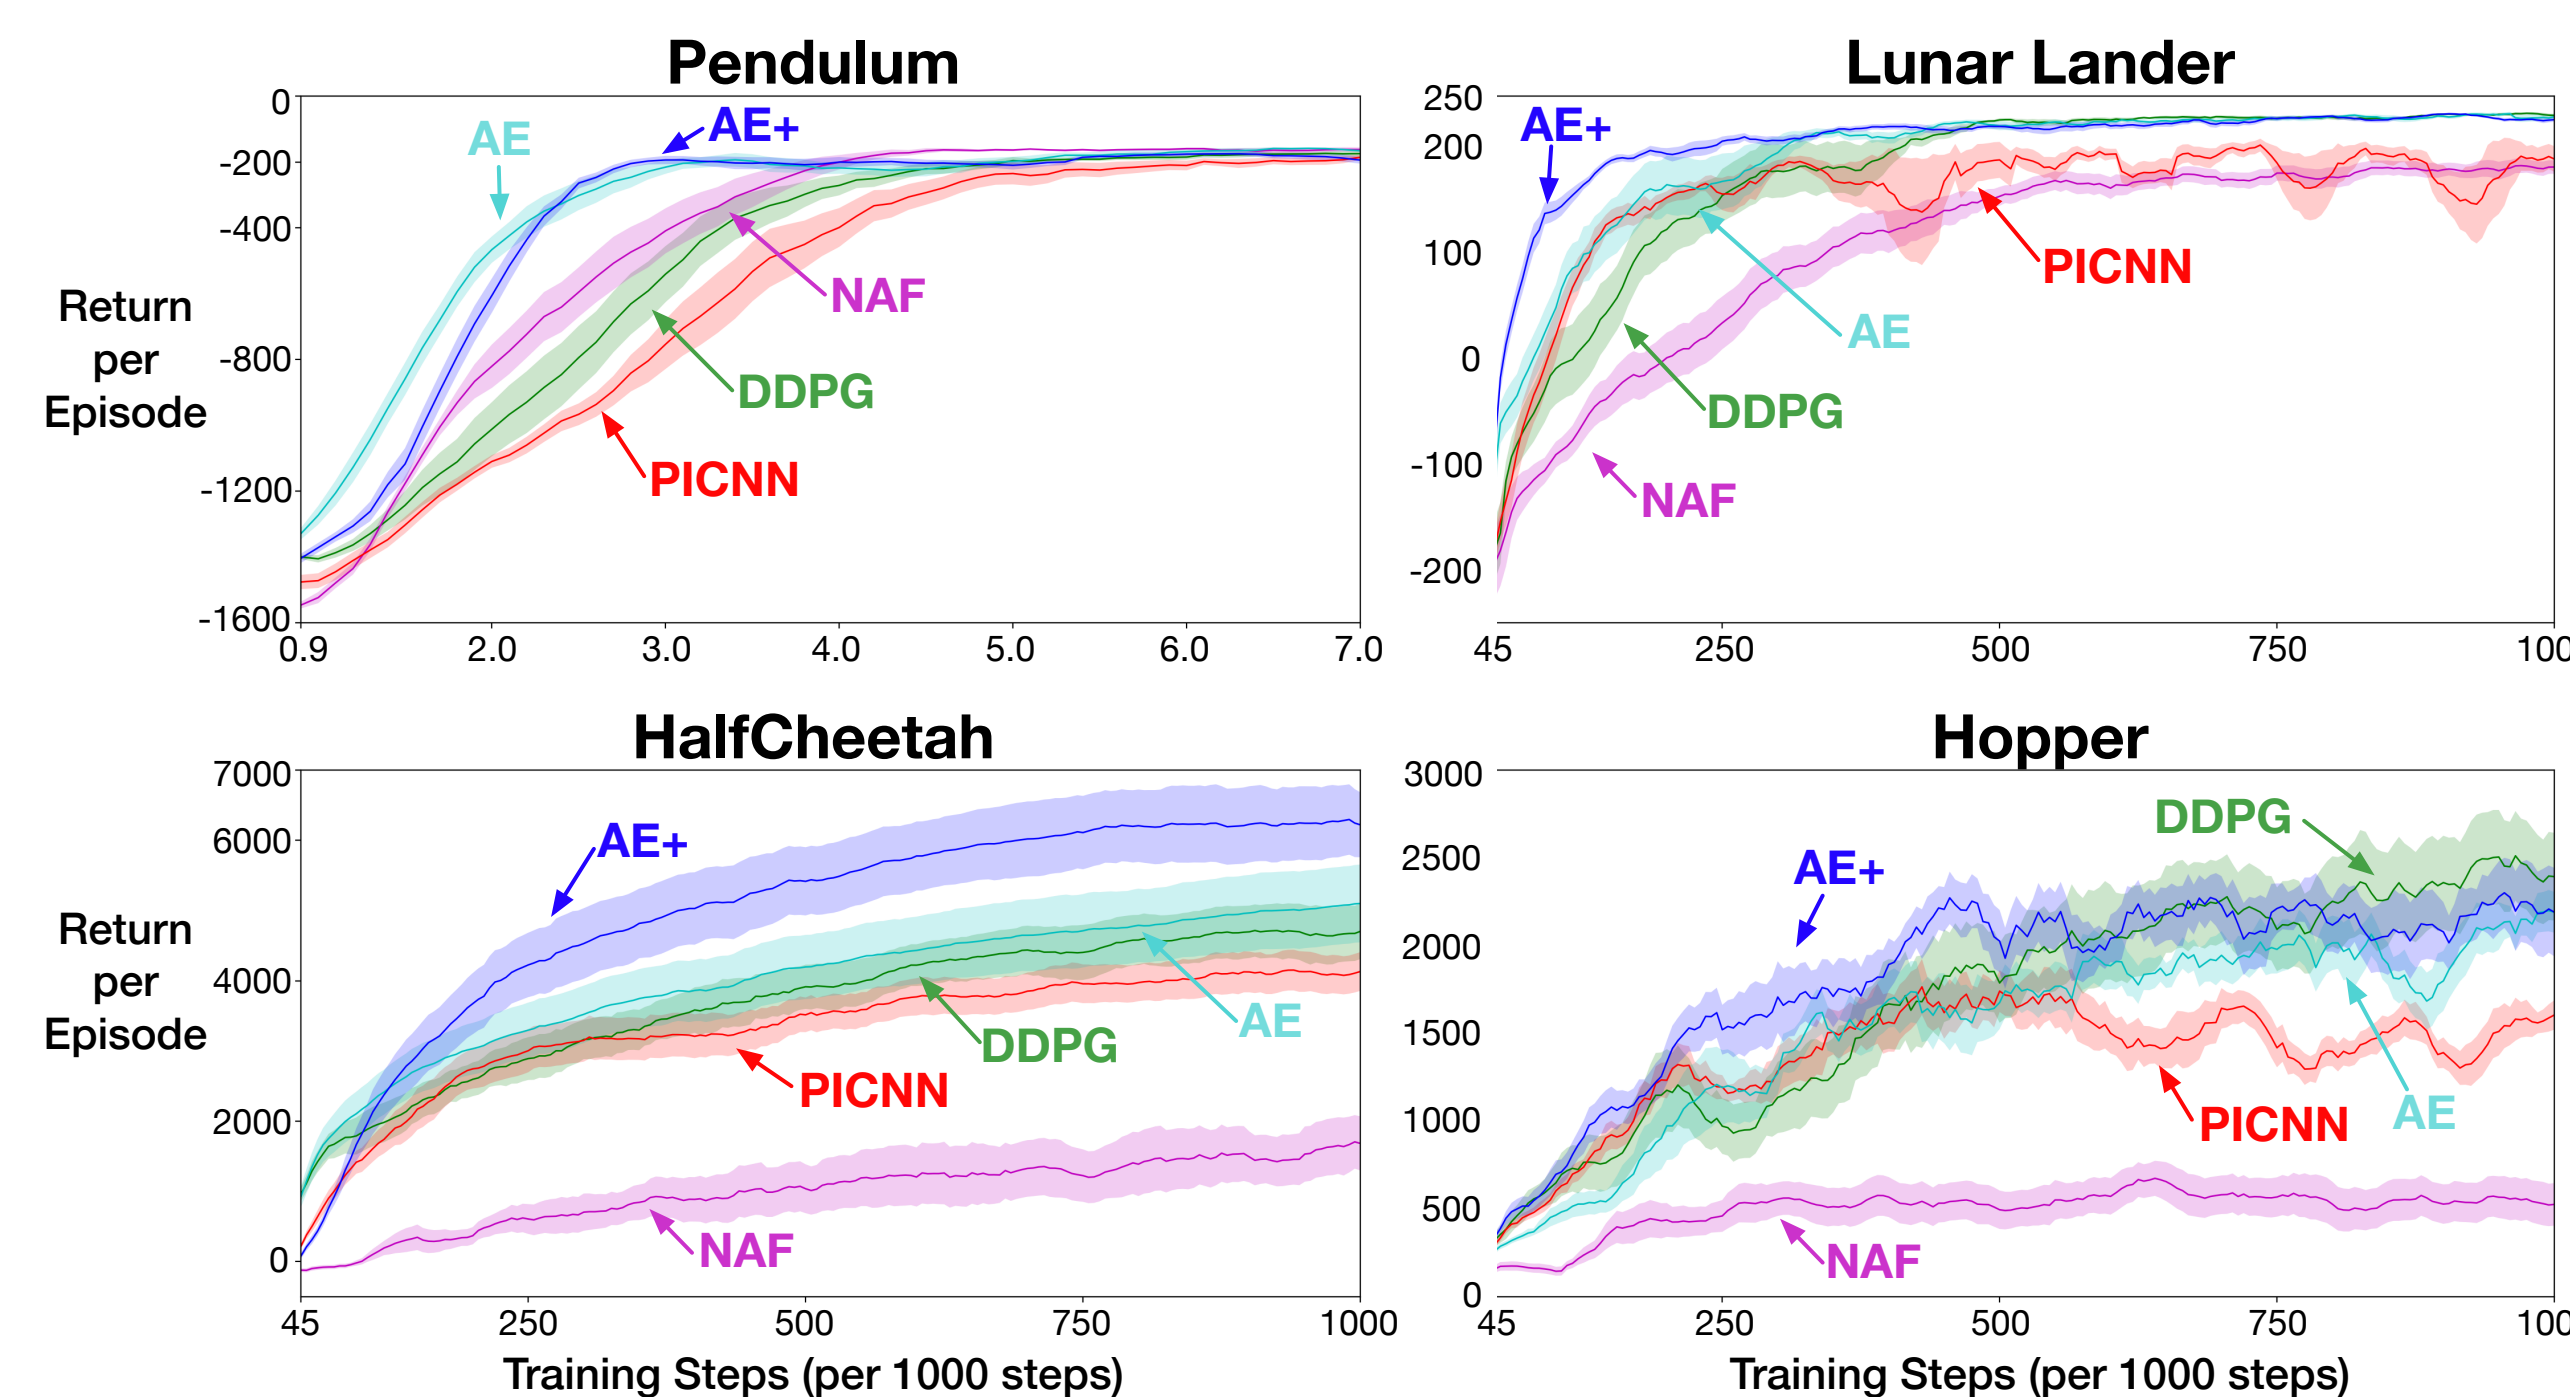 Pendulum
0
-200
-400
-800
-1200
-1600
0.9 2.0 3.0 4.0 5.0 6.0 7.0
Return
per
Episode
AE
AE+
NAF
DDPG
PICNN
Lunar Lander
250
200
100
0
-100
-200
45 250 500 750 100
AE+
PICNN
AE
DDPG
NAF
HalfCheetah
7000
6000
4000
2000
0
45 250 500 750 1000
Return
per
Episode
Training Steps (per 1000 steps)
AE+
AE
DDPG
PICNN
NAF
Hopper
3000
2500
2000
1500
1000
500
0
45 250 500 750 100
Training Steps (per 1000 steps)
DDPG
AE+
AE
PICNN
NAF